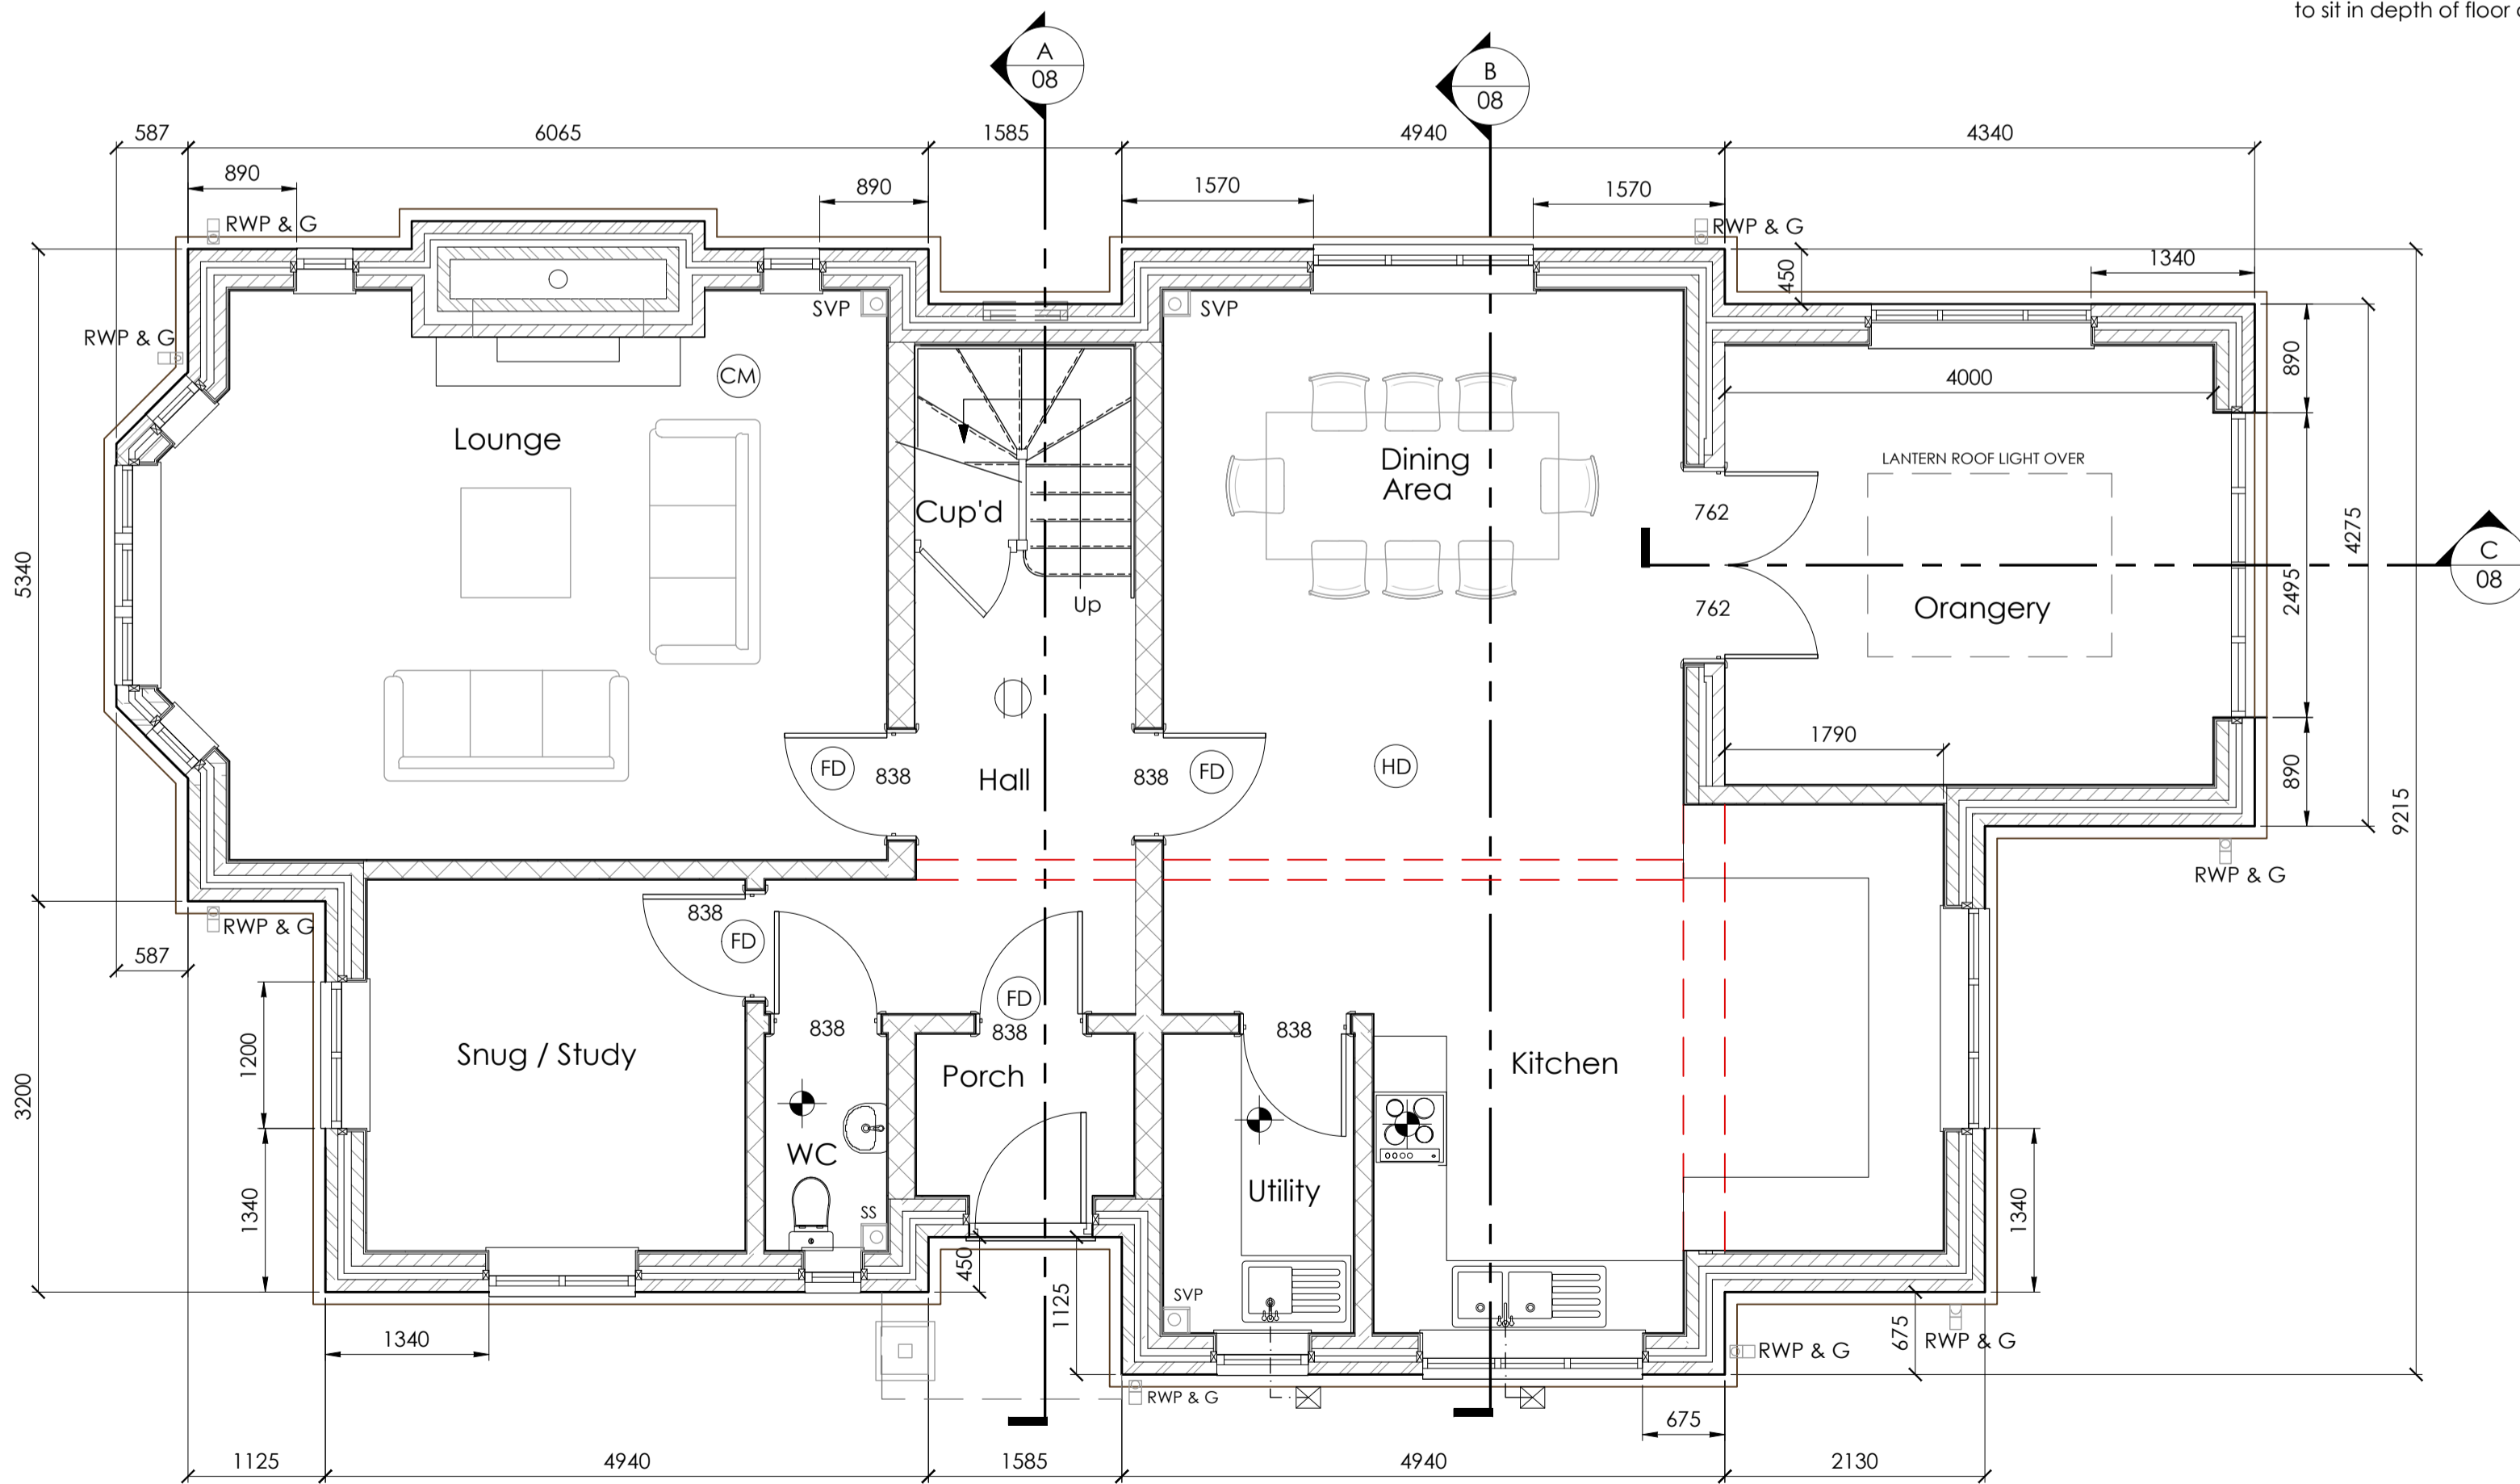 to sit in depth of floor
A
08
B
08
587
6065
1585
4940
4340
890
890
1570
1570
RWP & G
RWP & G
450
1340
SVP
SVP
RWP & G
CM
890
4000
Lounge
Dining
Area
LANTERN ROOF LIGHT OVER
Cup'd
762
4275
C
08
5340
2495
Up
762
Orangery
1790
FD
838
Hall
838
FD
HD
890
9215
RWP & G
838
RWP & G
FD
587
FD
838
838
838
1200
Snug / Study
Porch
Kitchen
3200
WC
Utility
1340
SS
1340
450
1125
SVP
675
1340
RWP & G
RWP & G
RWP & G
675
1125
4940
1585
4940
2130